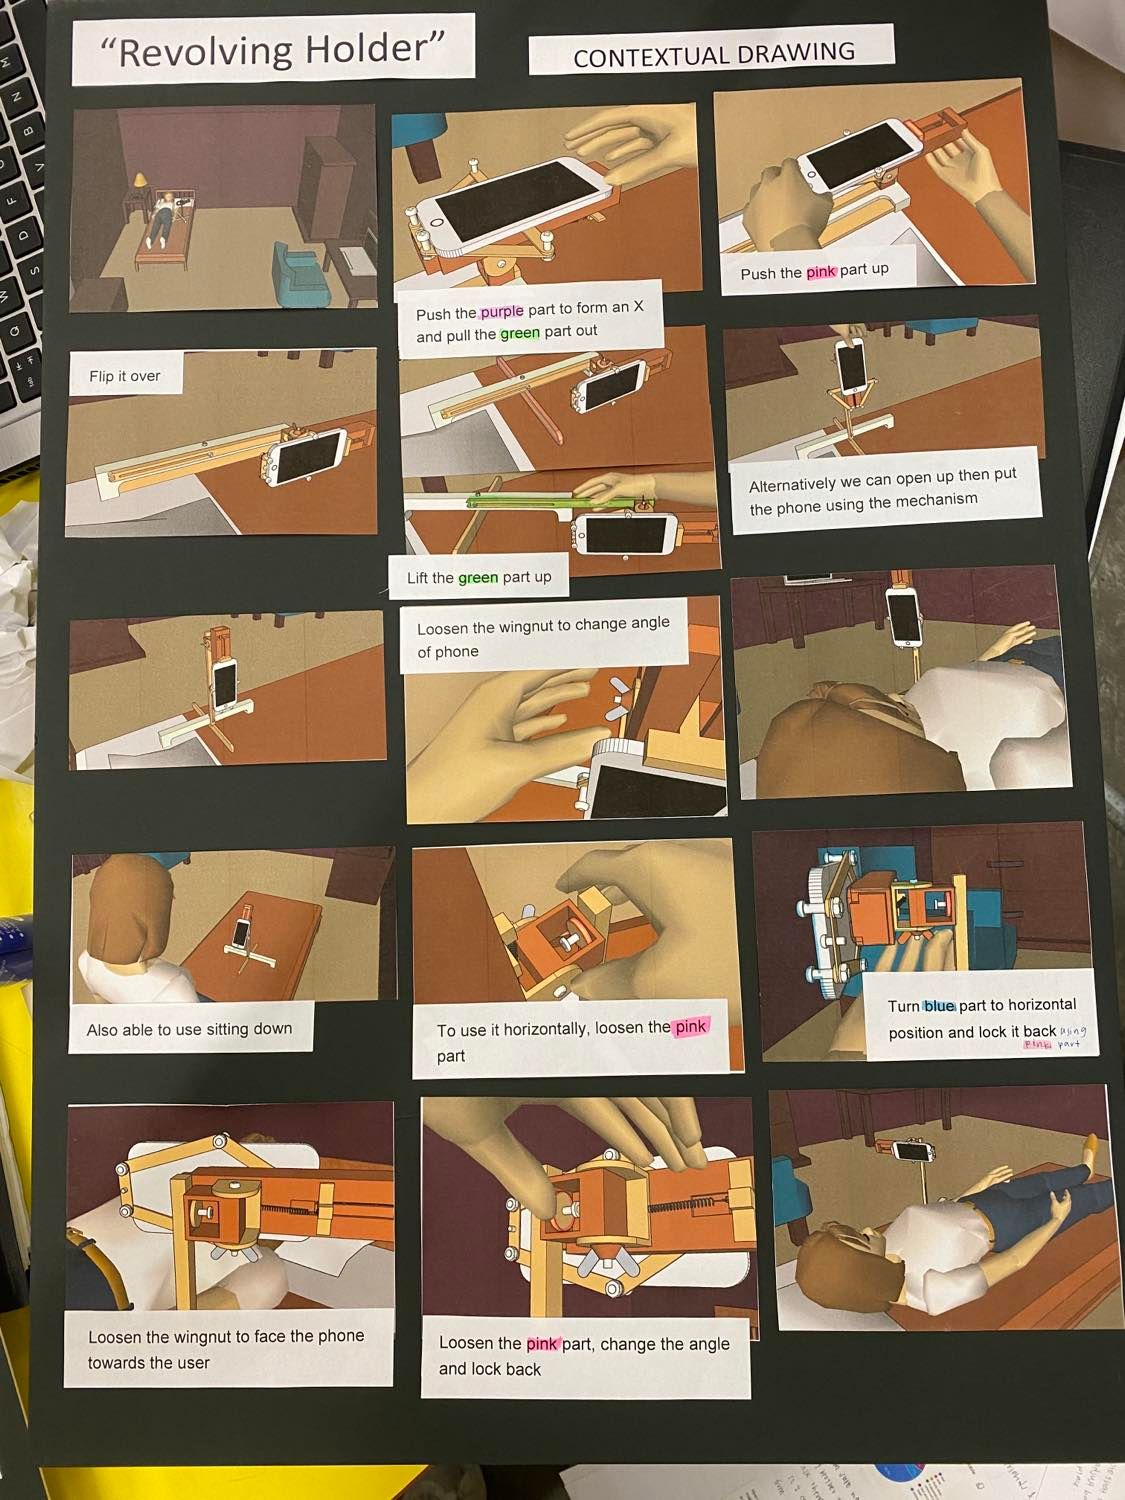 “Revolving Holder”
CONTEXTUAL DRAWING
Push the pink part up
Push the purple part to form an X
and pull the green part out
Flip it over
Alternatively we can open up then put
the phone using the mechanism
Lift the green part up
Loosen the wingnut to change angle
of phone
Also able to use sitting down
To use it horizontally, loosen the pink
part
Turn blue part to horizontal
position and lock it back using
pink part
Loosen the wingnut to face the phone
towards the user
Loosen the pink part, change the angle
and lock back